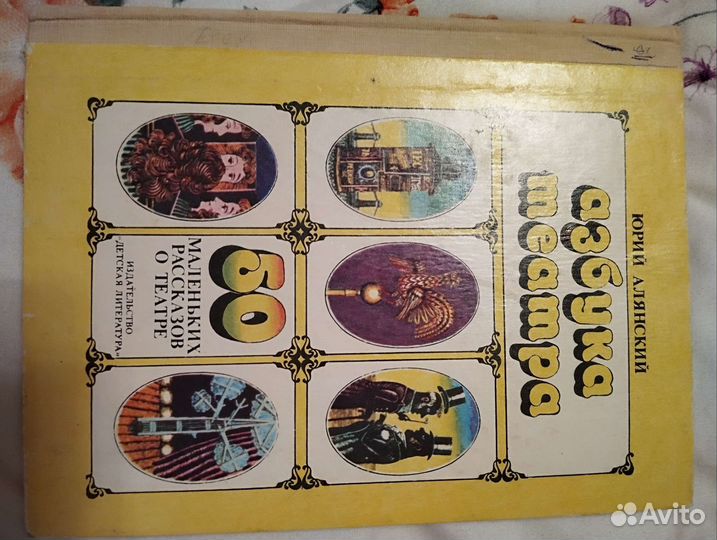 ЮРИЙ АЛЯНСКИЙ
азбука
театра
50
МАЛЕНЬКИХ
РАССКАЗОВ
О ТЕАТРЕ
ИЗДАТЕЛЬСТВО
«ДЕТСКАЯ ЛИТЕРАТУРА»
Avito